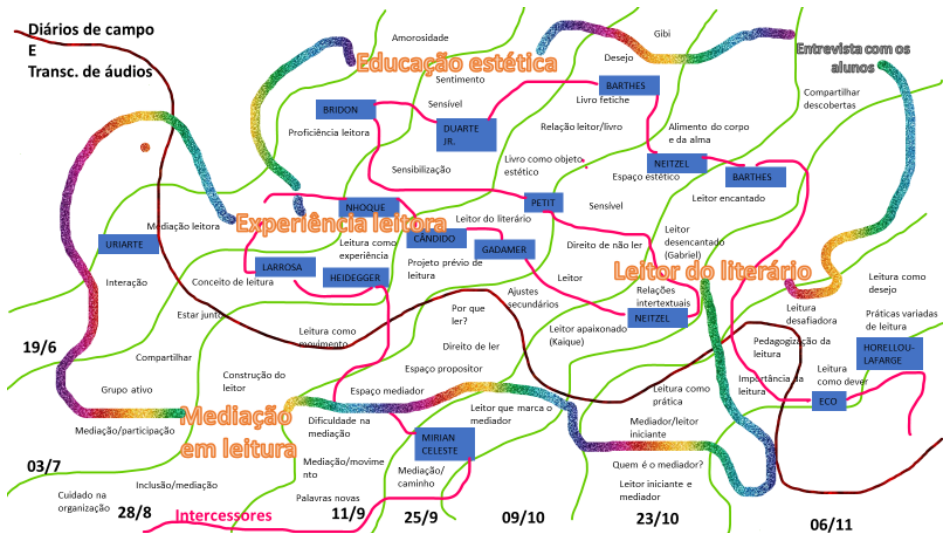 Diários de campo
E
Transc. de áudios
Amorosidade
Gibi
Educação estética
Desejo
Entrevista com os
alunos
Sentimento
BARTHES
Compartilhar
descobertas
Livro fetiche
Sensível
BRIDON
DUARTE
JR.
Proficiência leitora
Relação leitor/livro
Alimento do corpo
e da alma
Sensibilização
Livro como objeto
estético
NEITZEL
BARTHES
Espaço estético
Leitor encantado
NHOQUE
PETIT
Sensível
Experiência leitora
Leitor do literário
Mediação leitora
URIARTE
Leitura como
experiência
CÂNDIDO
GADAMER
Direito de não ler
Leitor
desencantado
(Gabriel)
LARROSA
HEIDEGGER
Projeto prévio de
leitura
Leitor do literário
Interação
Conceito de leitura
Leitor
Leitura como
desejo
Ajustes
secundários
Relações
intertextuais
Estar junto
Por que
ler?
NEITZEL
Leitura
desafiadora
Práticas variadas
de leitura
19/6
Leitura como
movimento
Direito de ler
Leitor apaixonado
(Kaique)
Pedagogização da
leitura
HORELLOU-
LAFARGE
Compartilhar
Construção do
leitor
Espaço propositor
Leitura
como dever
Grupo ativo
Espaço mediador
Leitura como
prática
Importância da
leitura
ECO
Mediação
em leitura
Dificuldade na
mediação
Leitor que marca o
mediador
Mediador/leitor
iniciante
Mediação/participação
MIRIAN
CELESTE
03/7
Mediação/movime
nto
Mediação/
caminho
Quem é o mediador?
Inclusão/mediação
Cuidado na
organização
Palavras novas
Leitor iniciante e
mediador
28/8
Intercessores
11/9
25/9
09/10
23/10
06/11